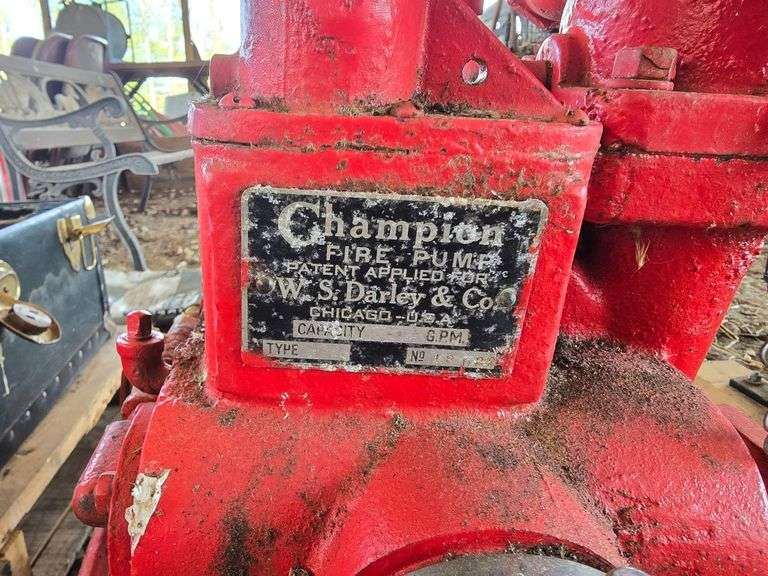 Champion
FIRE PUMP
PATENT APPLIED FOR
W. S. Darley & Co.
CHICAGO - U.S.A.
CAPACITY G.P.M.
TYPE Nº